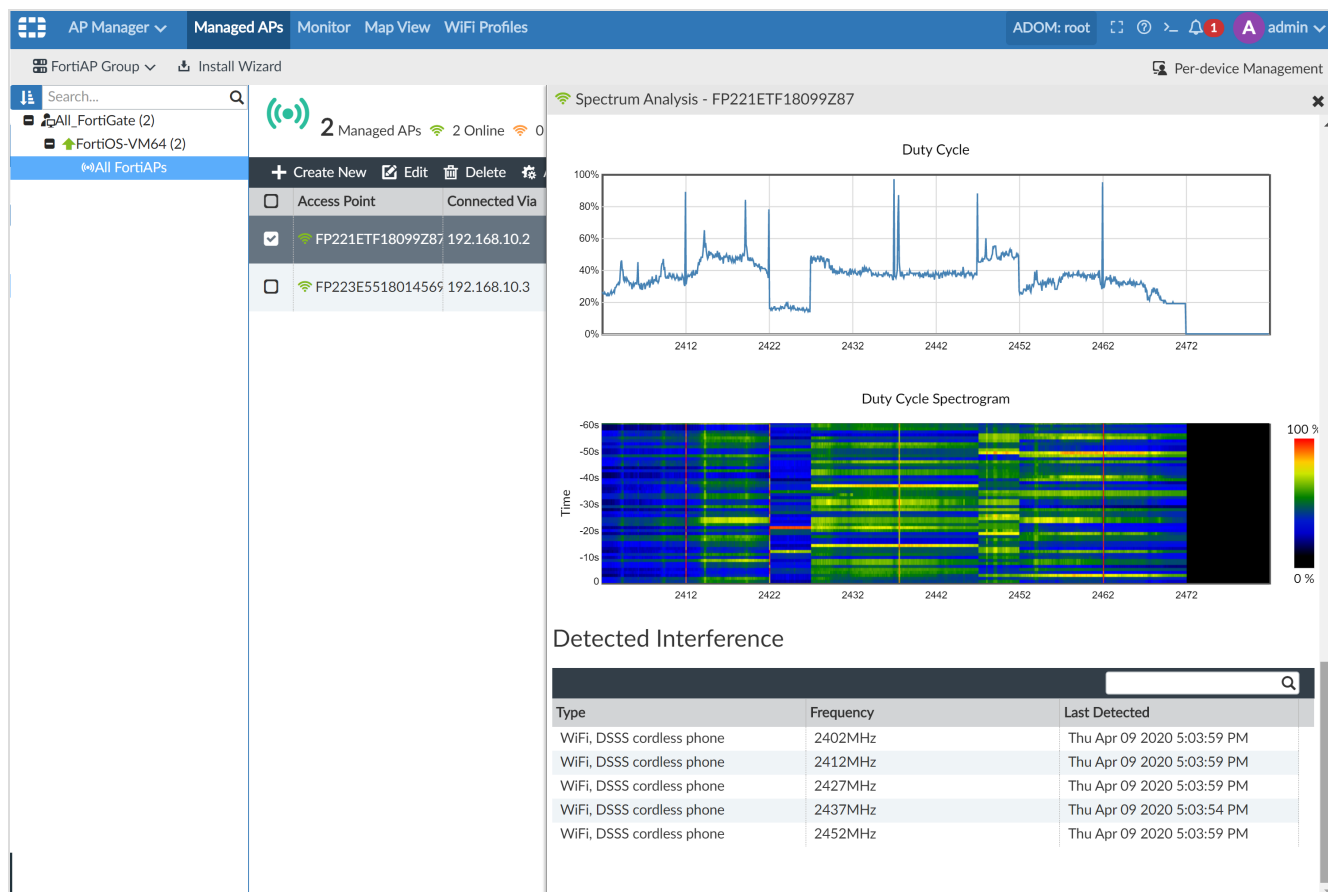 AP Manager Managed APs Monitor Map View WiFi Profiles ADOM: root 1 A admin
FortiAP Group Install Wizard Per-device Management
Search...
All_FortiGate (2)
FortiOS-VM64 (2)
All FortiAPs
2 Managed APs 2 Online 0
Create New Edit Delete
Access Point Connected Via
FP221ETF18099Z87 192.168.10.2
FP223E5518014569 192.168.10.3
Spectrum Analysis - FP221ETF18099Z87
Duty Cycle
100%
80%
60%
40%
20%
0%
2412 2422 2432 2442 2452 2462 2472
Duty Cycle Spectrogram
Time
-60s
-50s
-40s
-30s
-20s
-10s
0
2412 2422 2432 2442 2452 2462 2472
100 %
0 %
Detected Interference
Type Frequency Last Detected
WiFi, DSSS cordless phone 2402MHz Thu Apr 09 2020 5:03:59 PM
WiFi, DSSS cordless phone 2412MHz Thu Apr 09 2020 5:03:59 PM
WiFi, DSSS cordless phone 2427MHz Thu Apr 09 2020 5:03:59 PM
WiFi, DSSS cordless phone 2437MHz Thu Apr 09 2020 5:03:54 PM
WiFi, DSSS cordless phone 2452MHz Thu Apr 09 2020 5:03:59 PM